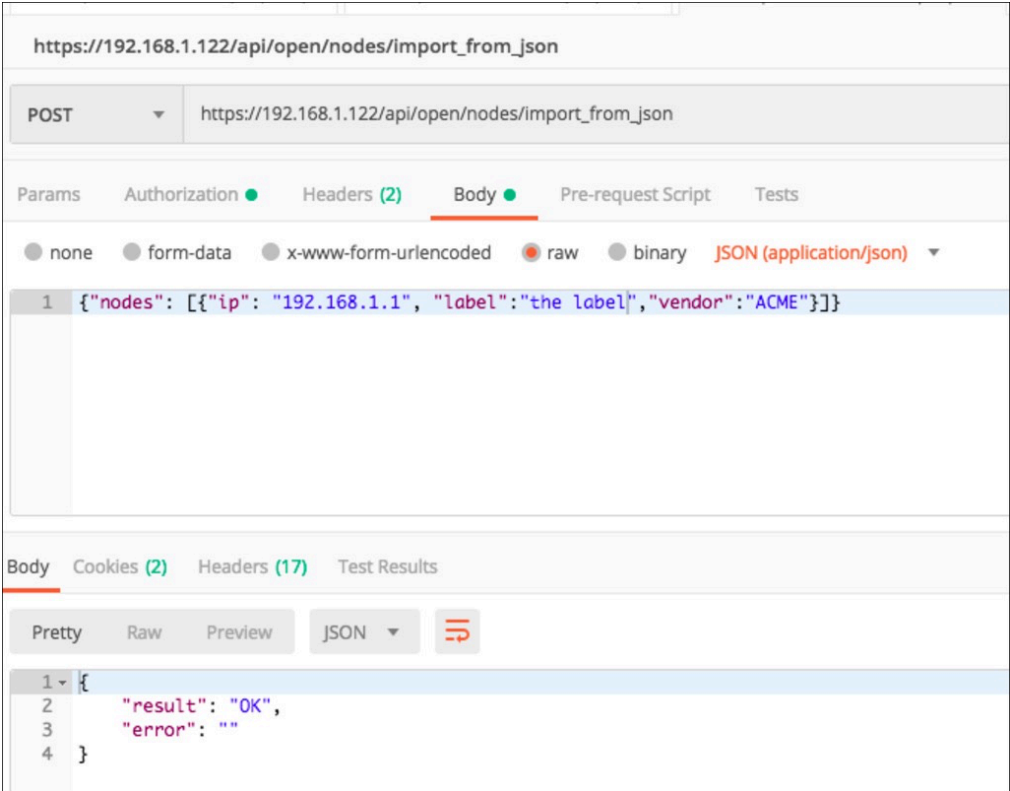 https://192.168.1.122/api/open/nodes/import_from_json
POST https://192.168.1.122/api/open/nodes/import_from_json
Params Authorization Headers (2) Body Pre-request Script Tests
none form-data x-www-form-urlencoded raw binary JSON (application/json)
1 {"nodes": [{"ip": "192.168.1.1", "label":"the label","vendor":"ACME"}]}
Body Cookies (2) Headers (17) Test Results
Pretty Raw Preview JSON
1 {
2 "result": "OK",
3 "error": ""
4 }